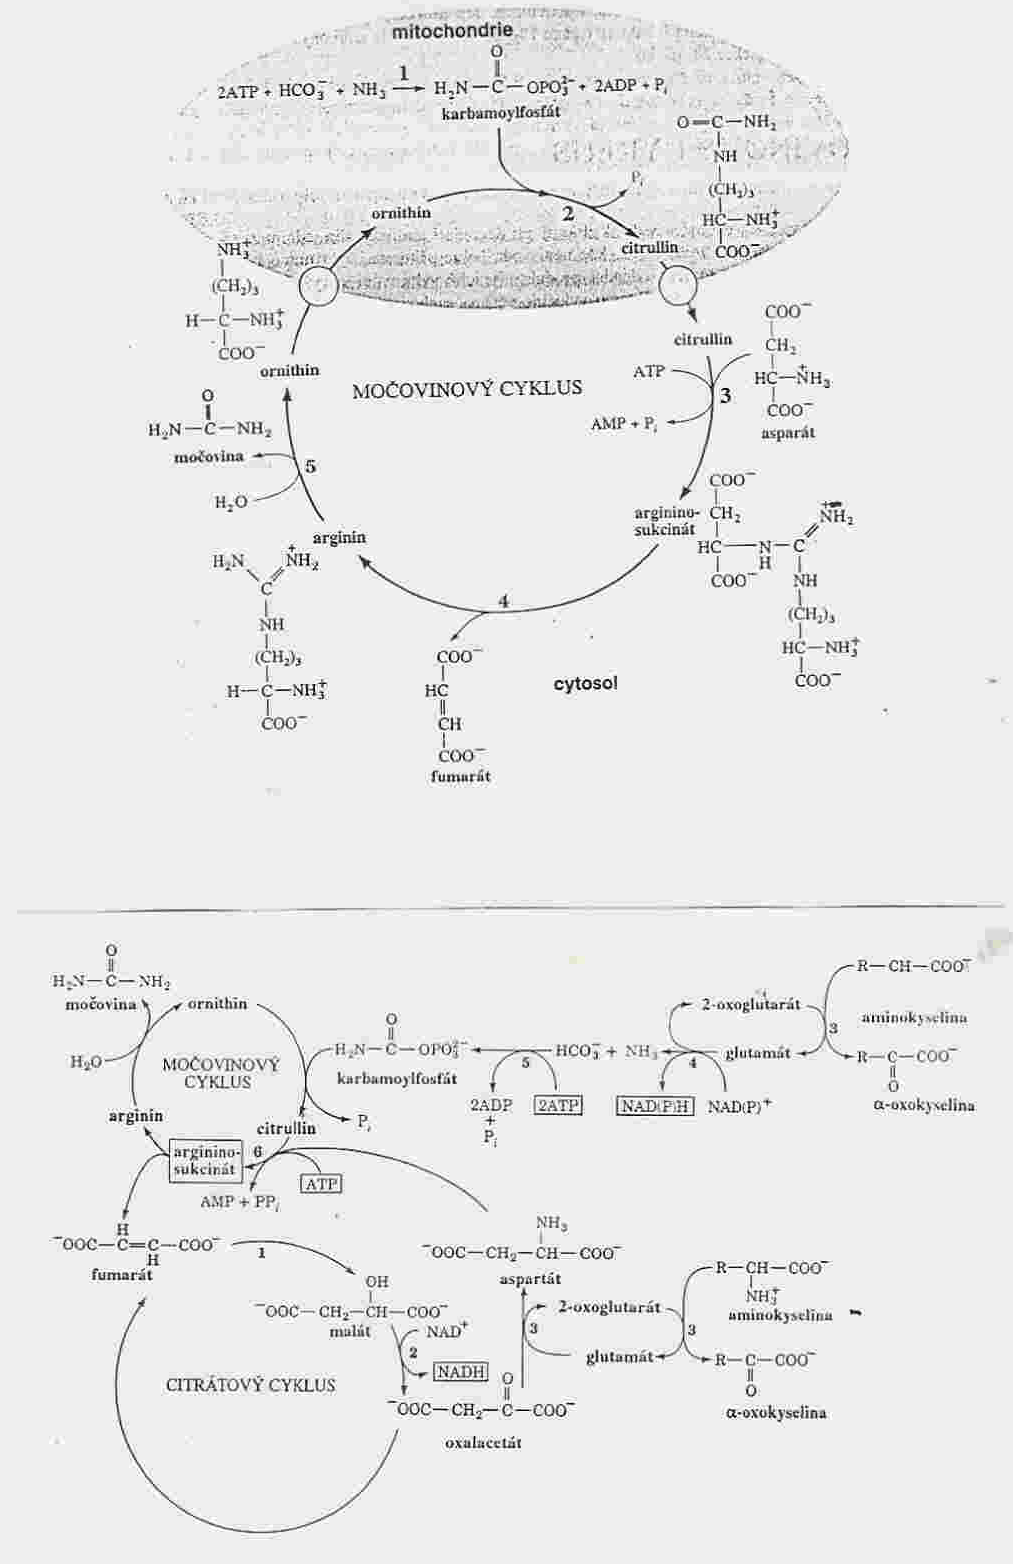 mitochondrie
O
2ATP + HCO₃⁻ + NH₃ 1 H₂N—C—OPO₃²⁻ + 2ADP + Pᵢ
karbamoylfosfát
O=C—NH₂
NH
(CH₂)₃
HC—NH₃⁺
COO⁻
Pᵢ
ornithin
2
citrullin
NH₃⁺
(CH₂)₃
H—C—NH₃⁺
COO⁻
ornithin
citrullin
COO⁻
CH₂
HC—NH₃⁺
COO⁻
asparát
ATP
3
AMP + Pᵢ
MOČOVINOVÝ CYKLUS
O
H₂N—C—NH₂
močovina
5
H₂O
arginin
arginino-
sukcinát
COO⁻
CH₂
HC—N—C=NH₂⁺
H
COO⁻
NH
(CH₂)₃
HC—NH₃⁺
COO⁻
H₂N NH₂⁺
C
NH
(CH₂)₃
H—C—NH₃⁺
COO⁻
4
COO⁻
HC
CH
COO⁻
fumarát
cytosol
O
H₂N—C—NH₂
močovina
ornithin
H₂O
MOČOVINOVÝ
CYKLUS
arginin
citrullin
arginino-
sukcinát
6
ATP
AMP + PPᵢ
O
H₂N—C—OPO₃²⁻
karbamoylfosfát
Pᵢ
5
2ADP
+
Pᵢ
2ATP
HCO₃⁻ + NH₃
4
NAD(P)H NAD(P)⁺
2-oxoglutarát
glutamát
3
R—CH—COO⁻
aminokyselina
R—C—COO⁻
O
α-oxokyselina
H
⁻OOC—C=C—COO⁻
H
fumarát
1
OH
⁻OOC—CH₂—CH—COO⁻
malát
NAD⁺
2
NADH
CITRÁTOVÝ CYKLUS
O
⁻OOC—CH₂—C—COO⁻
oxalacetát
NH₃
⁻OOC—CH₂—CH—COO⁻
aspartát
3
2-oxoglutarát
glutamát
3
R—CH—COO⁻
NH₃⁺
aminokyselina
R—C—COO⁻
O
α-oxokyselina